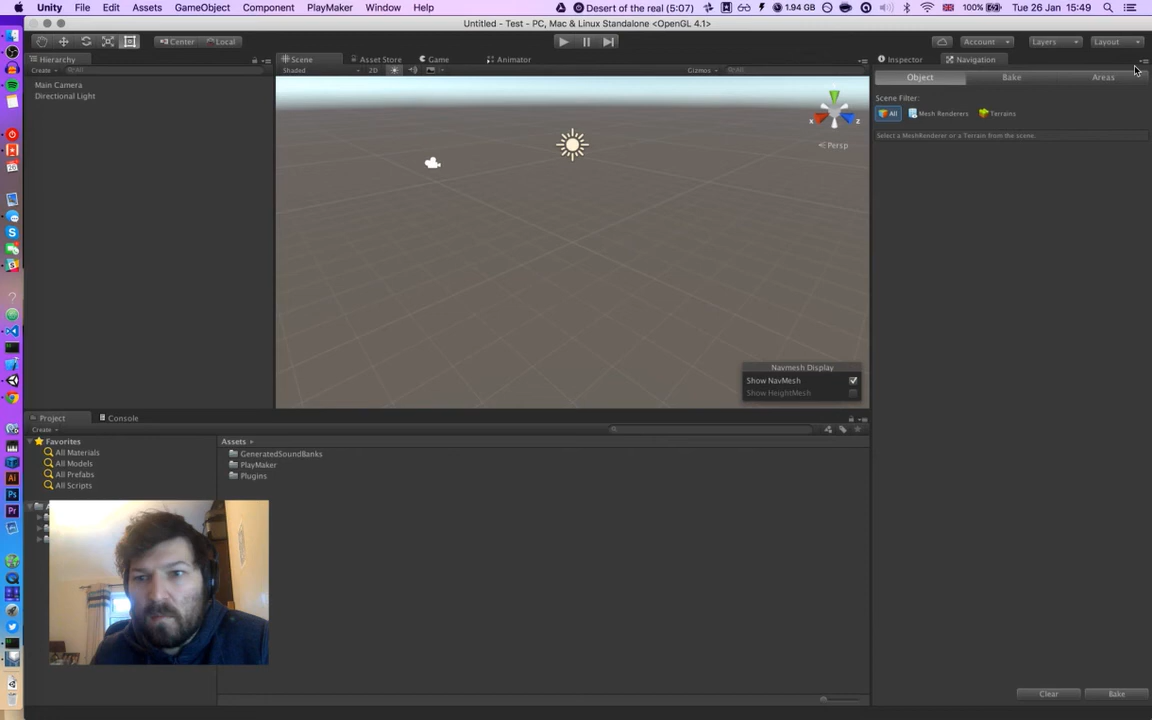 Unity File Edit Assets GameObject Component PlayMaker Window Help Desert of the real (5:07) 1.94 GB 100% Tue 26 Jan 15:49
Untitled - Test - PC, Mac & Linux Standalone <OpenGL 4.1>
Center Local Account Layers Layout
Hierarchy Scene Asset Store Game Animator Inspector Navigation
Create All Shaded 2D Gizmos All
Object Bake Areas
Main Camera
Directional Light
Scene Filter:
All Mesh Renderers Terrains
Select a MeshRenderer or a Terrain from the scene.
x z
Persp
Navmesh Display
Show NavMesh
Show HeightMesh
Project Console
Create
Favorites
All Materials
All Models
All Prefabs
All Scripts
Assets
GeneratedSoundBanks
PlayMaker
Plugins
Clear Bake